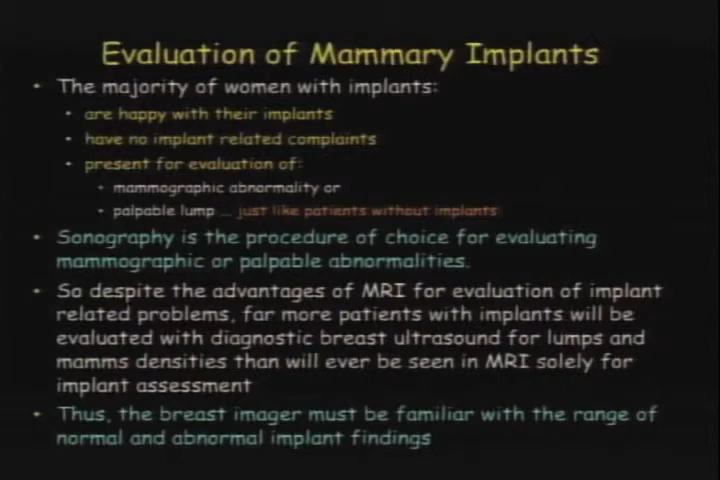 Evaluation of Mammary Implants
• The majority of women with implants:
• are happy with their implants
• have no implant related complaints
• present for evaluation of:
• mammographic abnormality or
• palpable lump ... just like patients without implants
• Sonography is the procedure of choice for evaluating
mammographic or palpable abnormalities.
• So despite the advantages of MRI for evaluation of implant
related problems, far more patients with implants will be
evaluated with diagnostic breast ultrasound for lumps and
mamms densities than will ever be seen in MRI solely for
implant assessment
• Thus, the breast imager must be familiar with the range of
normal and abnormal implant findings